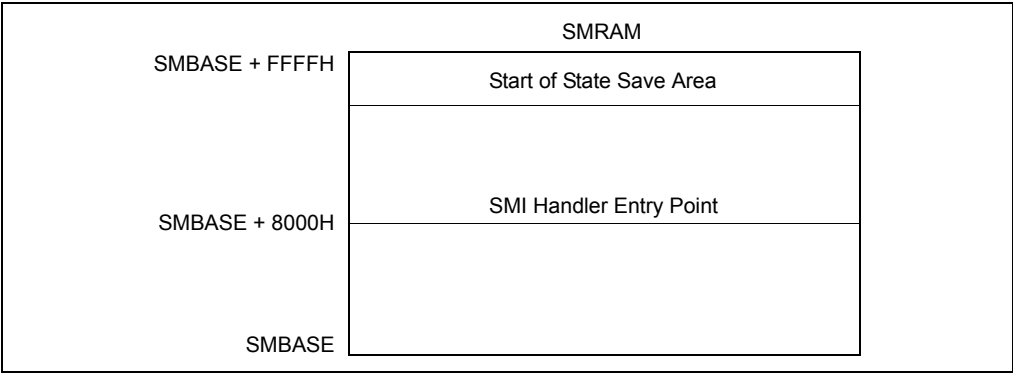 SMRAM
SMBASE + FFFFH
Start of State Save Area
SMI Handler Entry Point
SMBASE + 8000H
SMBASE